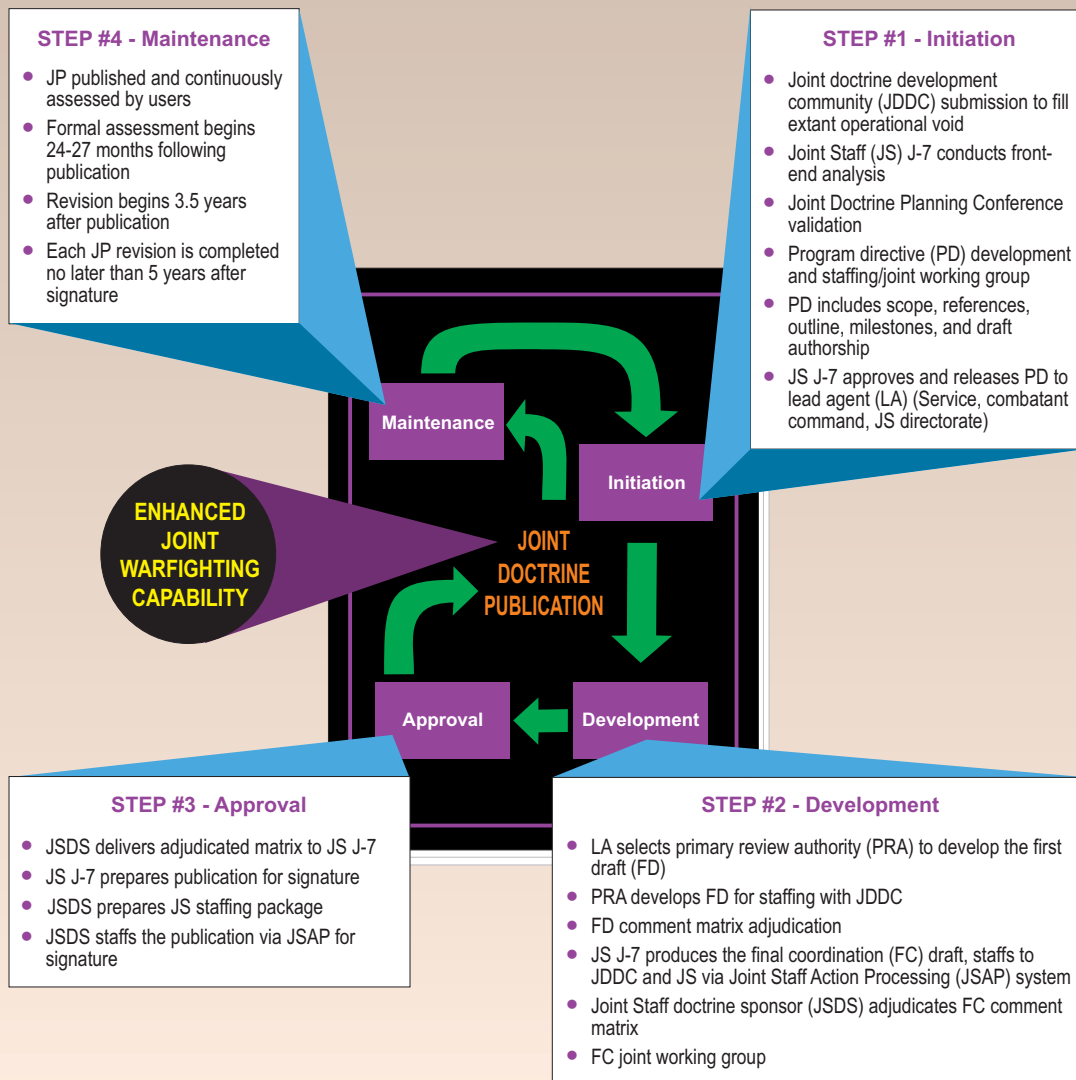 STEP #4 - Maintenance
• JP published and continuously
assessed by users
• Formal assessment begins
24-27 months following
publication
• Revision begins 3.5 years
after publication
• Each JP revision is completed
no later than 5 years after
signature
STEP #1 - Initiation
• Joint doctrine development
community (JDDC) submission to fill
extant operational void
• Joint Staff (JS) J-7 conducts front-
end analysis
• Joint Doctrine Planning Conference
validation
• Program directive (PD) development
and staffing/joint working group
• PD includes scope, references,
outline, milestones, and draft
authorship
• JS J-7 approves and releases PD to
lead agent (LA) (Service, combatant
command, JS directorate)
Maintenance
Initiation
ENHANCED
JOINT
WARFIGHTING
CAPABILITY
JOINT
DOCTRINE
PUBLICATION
Approval
Development
STEP #3 - Approval
• JSDS delivers adjudicated matrix to JS J-7
• JS J-7 prepares publication for signature
• JSDS prepares JS staffing package
• JSDS staffs the publication via JSAP for
signature
STEP #2 - Development
• LA selects primary review authority (PRA) to develop the first
draft (FD)
• PRA develops FD for staffing with JDDC
• FD comment matrix adjudication
• JS J-7 produces the final coordination (FC) draft, staffs to
JDDC and JS via Joint Staff Action Processing (JSAP) system
• Joint Staff doctrine sponsor (JSDS) adjudicates FC comment
matrix
• FC joint working group